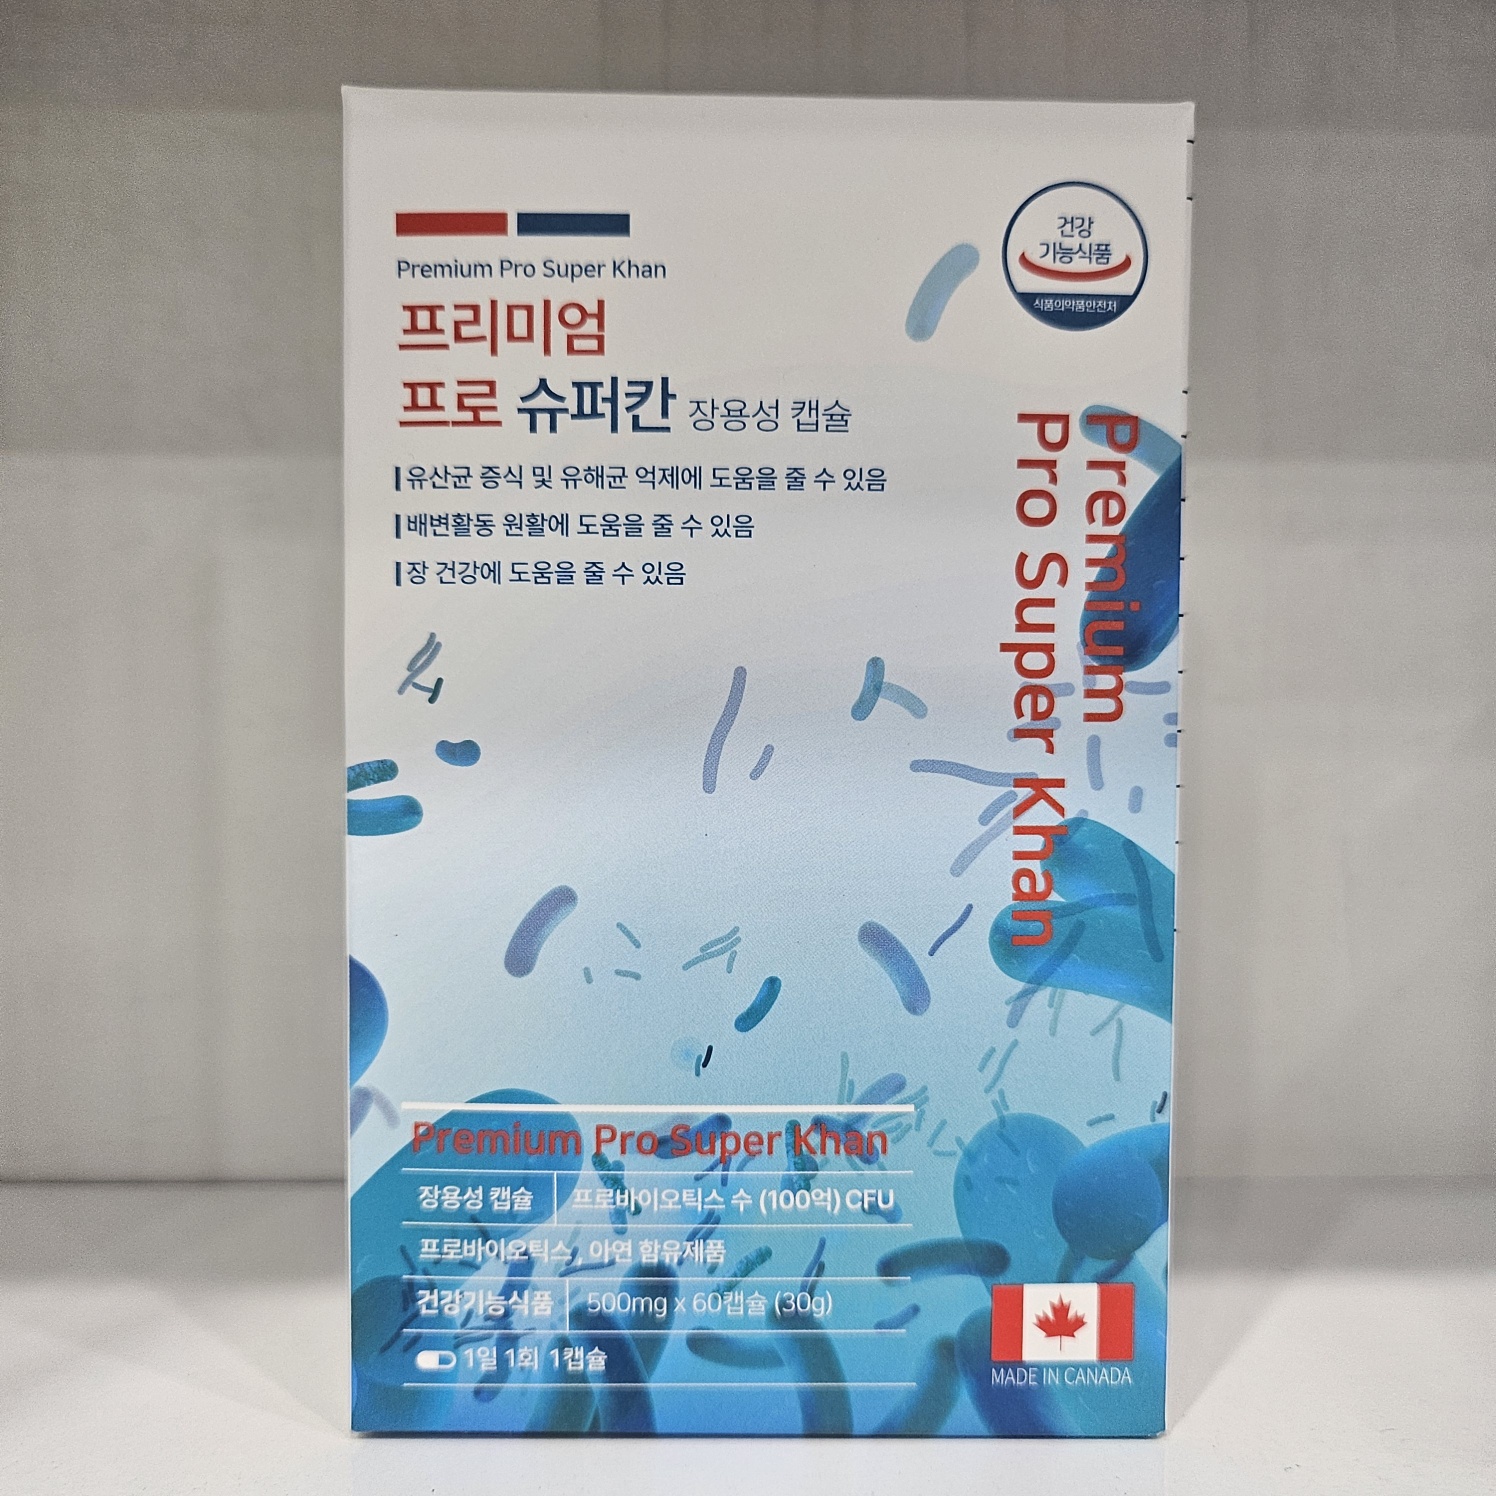 건강
기능식품
식품의약품안전처
Premium Pro Super Khan
프리미엄
프로 슈퍼칸 장용성 캡슐
유산균 증식 및 유해균 억제에 도움을 줄 수 있음
배변활동 원활에 도움을 줄 수 있음
장 건강에 도움을 줄 수 있음
Premium
Pro Super Khan
Premium Pro Super Khan
장용성 캡슐 프로바이오틱스 수 (100억) CFU
프로바이오틱스, 아연 함유제품
건강기능식품 500mg x 60캡슐 (30g)
1일 1회 1캡슐
MADE IN CANADA